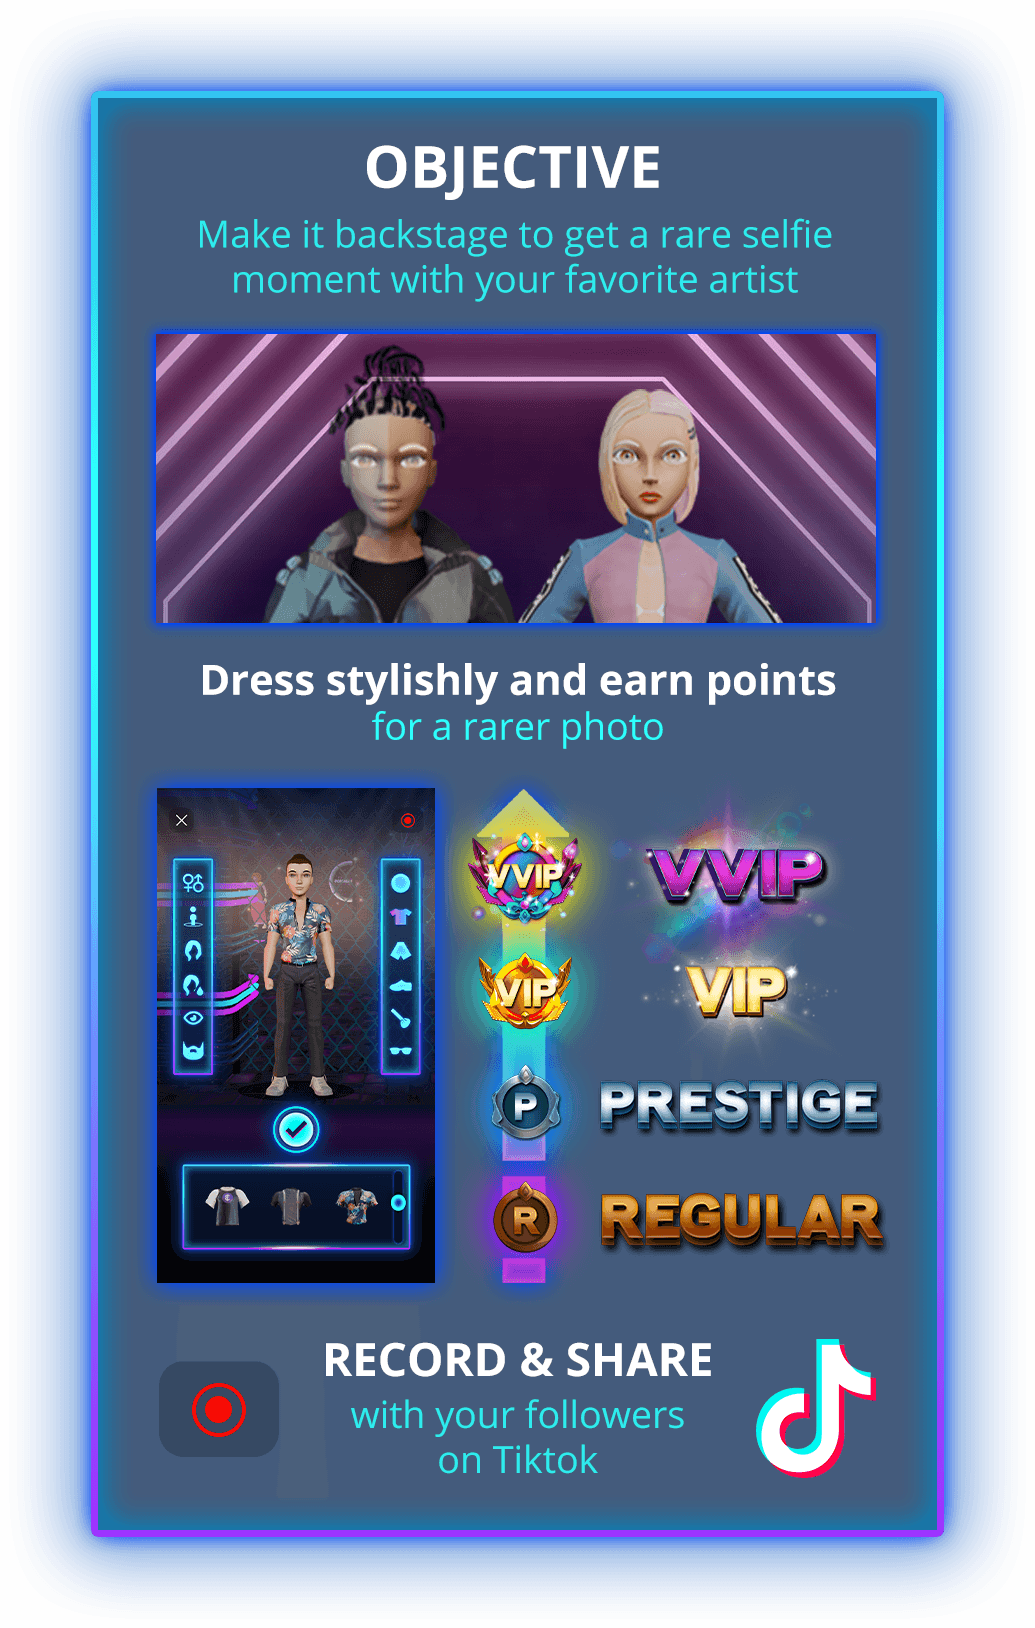 OBJECTIVE
Make it backstage to get a rare selfie
moment with your favorite artist
Dress stylishly and earn points
for a rarer photo
VVIP VVIP
VIP VIP
P PRESTIGE
R REGULAR
RECORD & SHARE
with your followers
on Tiktok